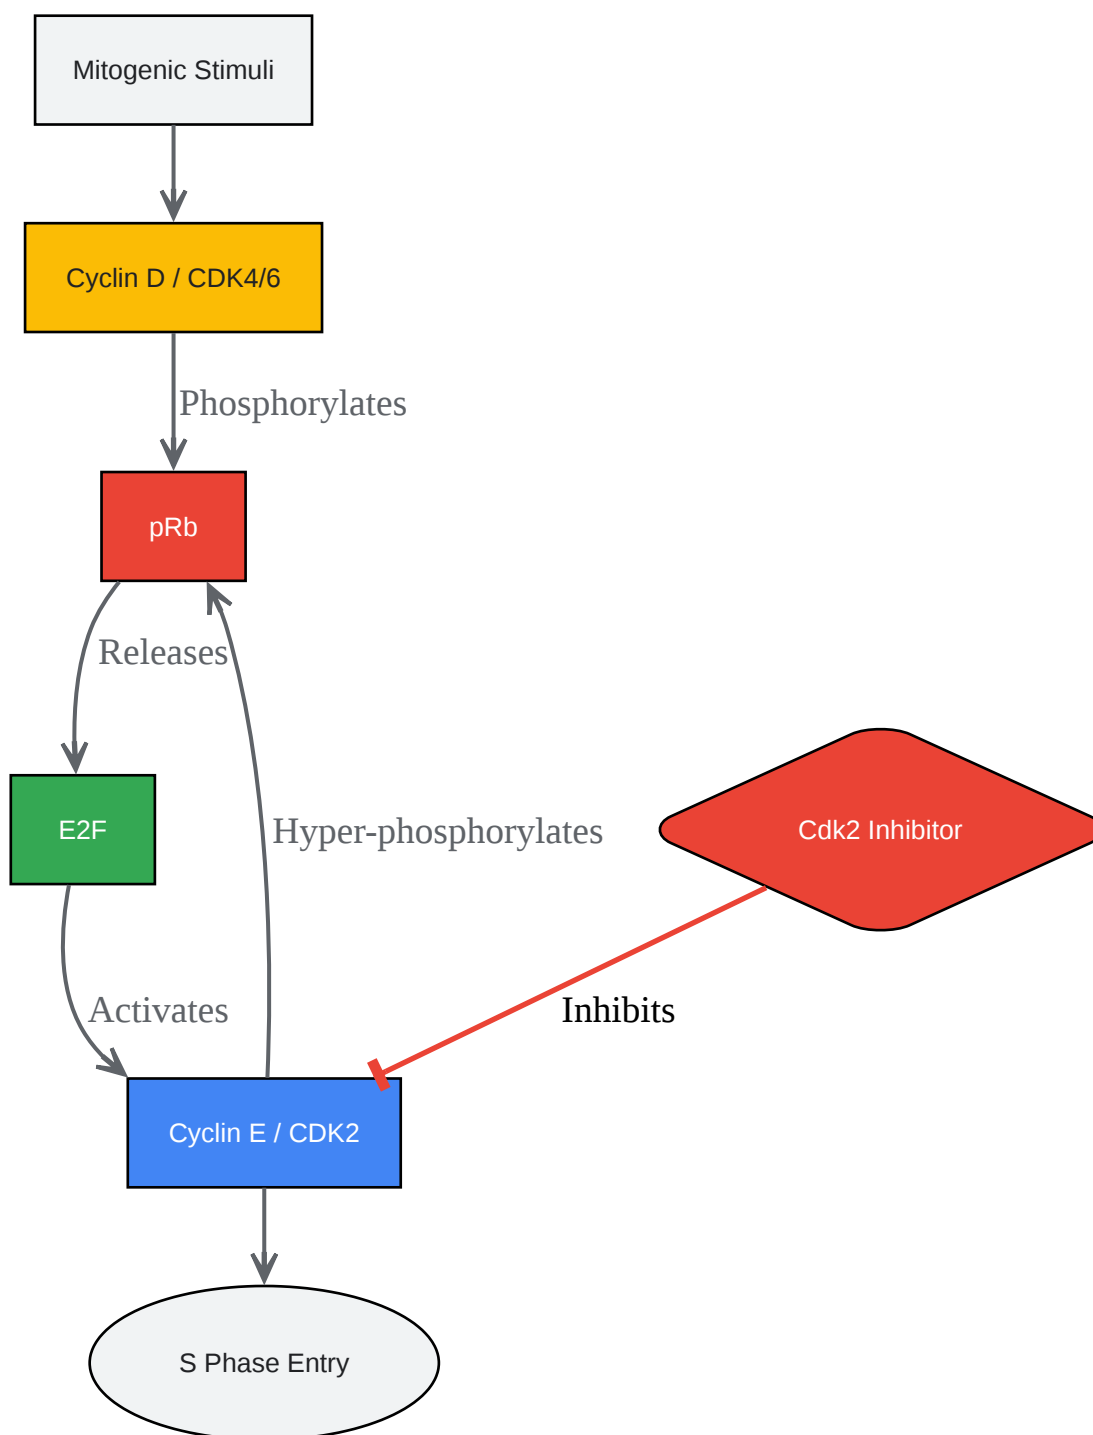 Mitogenic Stimuli
Cyclin D / CDK4/6
Phosphorylates
pRb
Releases
E2F
Hyper-phosphorylates
Cdk2 Inhibitor
Activates
Inhibits
Cyclin E / CDK2
S Phase Entry